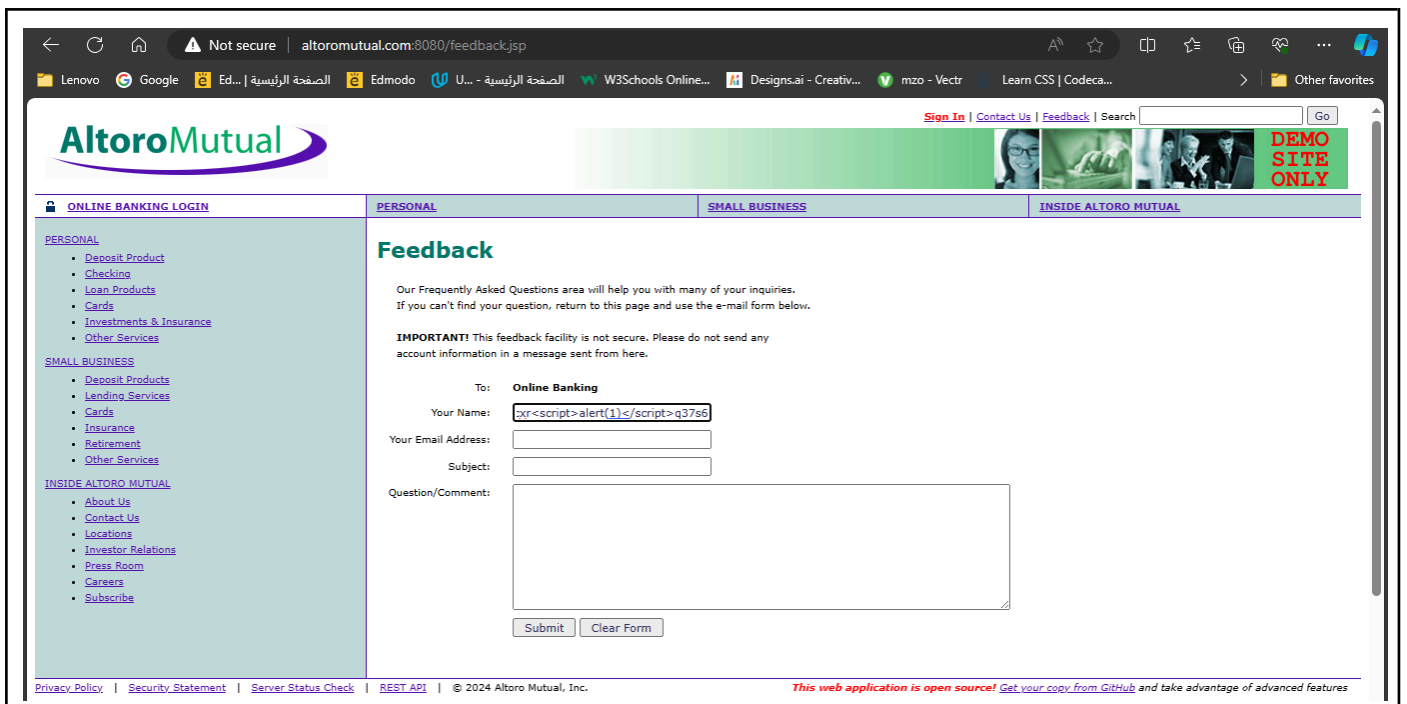 Not secure altoromutual.com:8080/feedback.jsp
Lenovo Google الصفحة الرئيسية | Ed... Edmodo الصفحة الرئيسية - U... W3Schools Online... Designs.ai - Creativ... mzo - Vectr Learn CSS | Codeca... Other favorites
Sign In | Contact Us | Feedback | Search Go
AltoroMutual
DEMO
SITE
ONLY
ONLINE BANKING LOGIN PERSONAL SMALL BUSINESS INSIDE ALTORO MUTUAL
PERSONAL
Deposit Product
Checking
Loan Products
Cards
Investments & Insurance
Other Services
SMALL BUSINESS
Deposit Products
Lending Services
Cards
Insurance
Retirement
Other Services
INSIDE ALTORO MUTUAL
About Us
Contact Us
Locations
Investor Relations
Press Room
Careers
Subscribe
Feedback
Our Frequently Asked Questions area will help you with many of your inquiries.
If you can't find your question, return to this page and use the e-mail form below.
IMPORTANT! This feedback facility is not secure. Please do not send any
account information in a message sent from here.
To: Online Banking
Your Name: xr<script>alert(1)</script>q37s6
Your Email Address:
Subject:
Question/Comment:
Submit Clear Form
Privacy Policy | Security Statement | Server Status Check | REST API | © 2024 Altoro Mutual, Inc. This web application is open source! Get your copy from GitHub and take advantage of advanced features